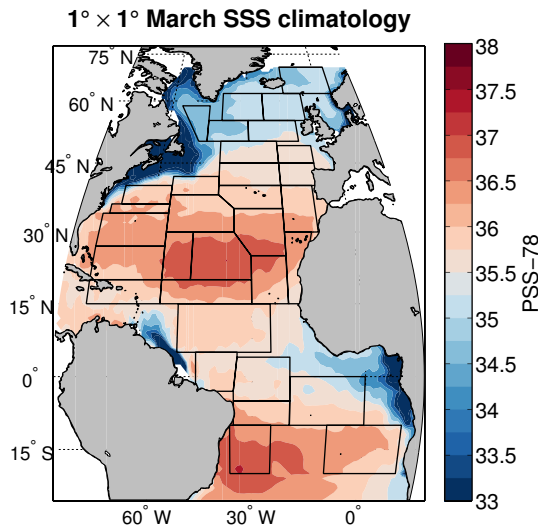 1° × 1° March SSS climatology
75° N
60° N
45° N
30° N
15° N
0°
15° S
60° W
30° W
0°
38
37.5
37
36.5
36
35.5
35
34.5
34
33.5
33
PSS−78